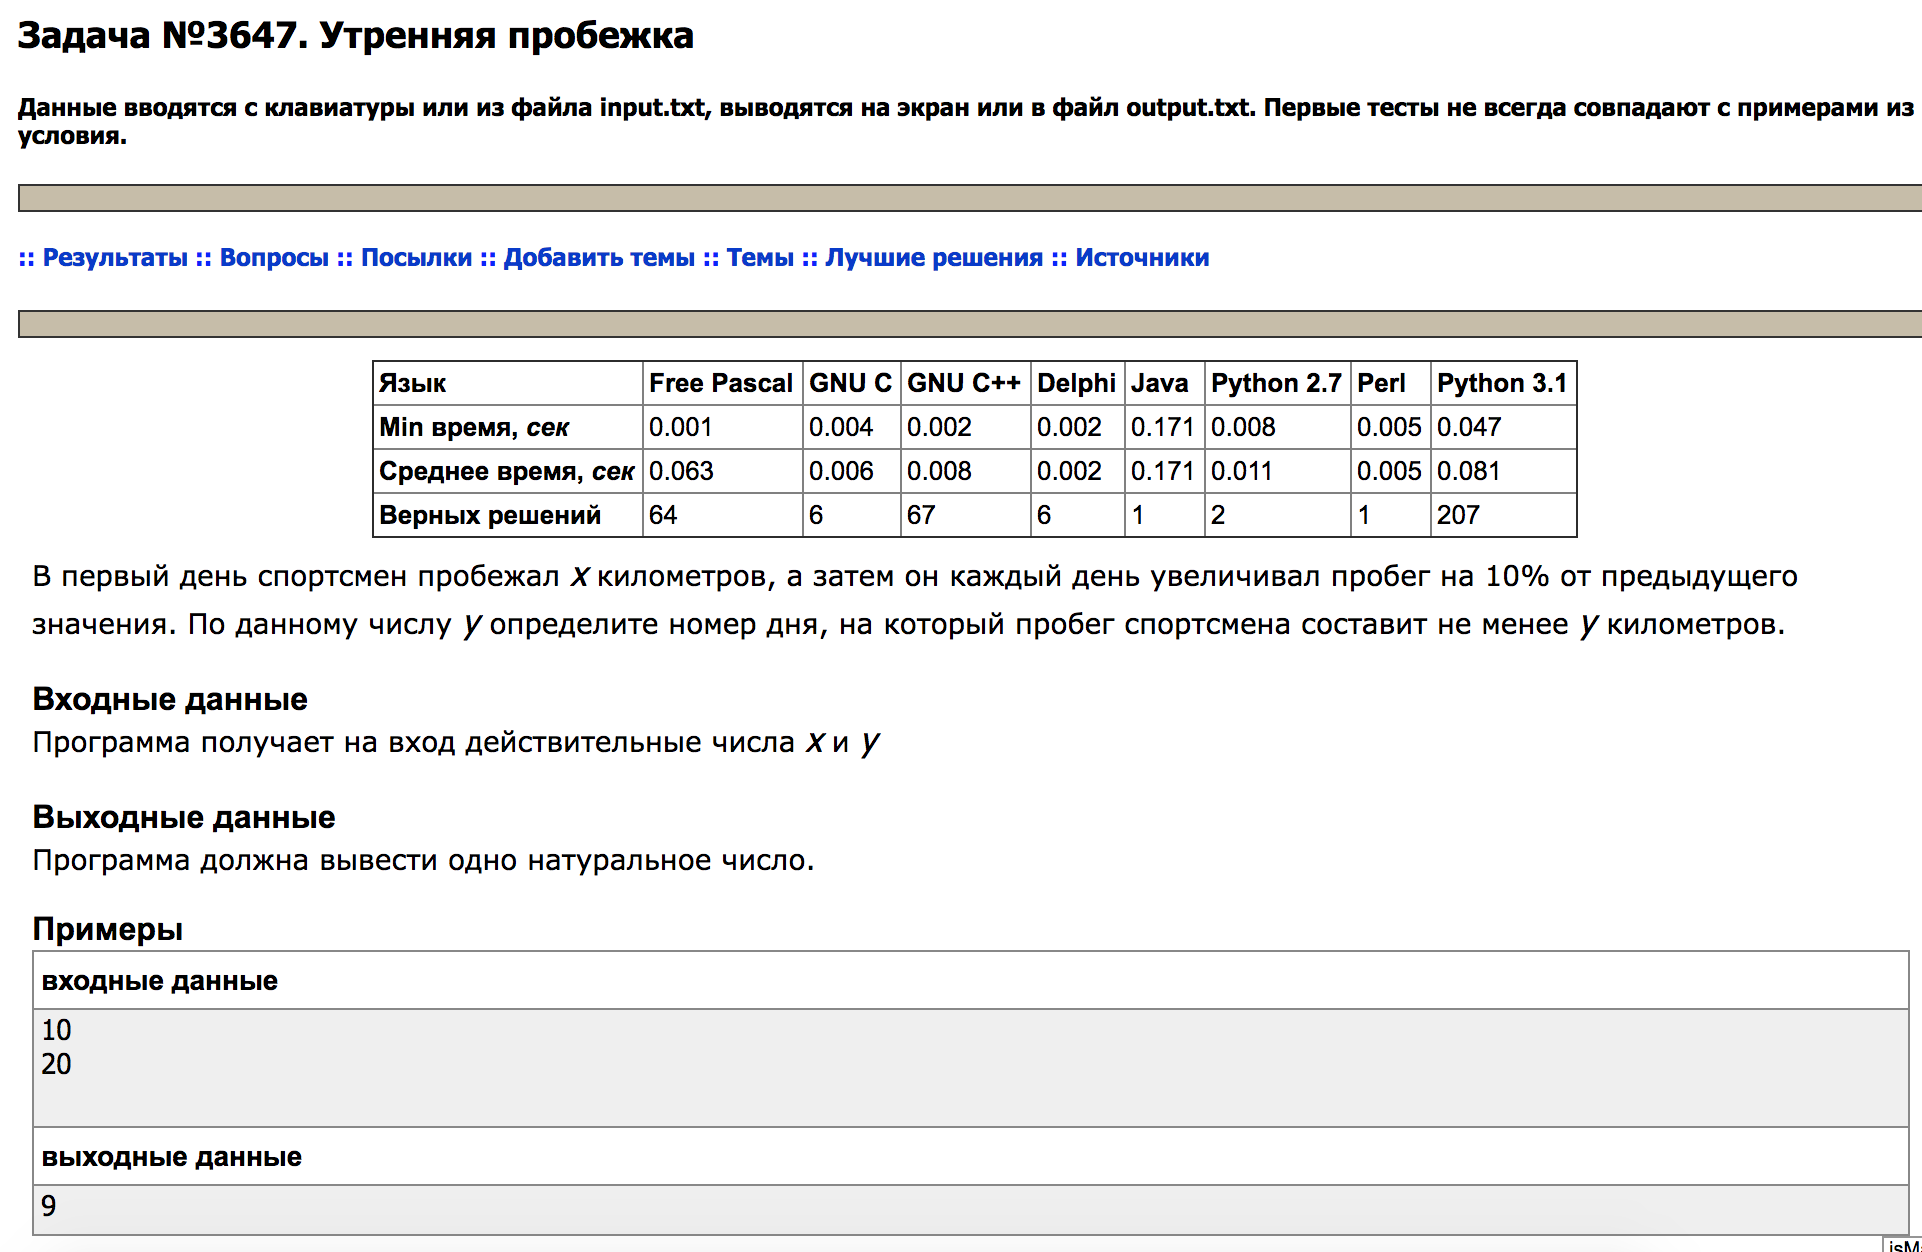 Задача №3647. Утренняя пробежка
Данные вводятся с клавиатуры или из файла input.txt, выводятся на экран или в файл output.txt. Первые тесты не всегда совпадают с примерами из
условия.
:: Результаты :: Вопросы :: Посылки :: Добавить темы :: Темы :: Лучшие решения :: Источники
Язык Free Pascal GNU C GNU C++ Delphi Java Python 2.7 Perl Python 3.1
Min время, сек 0.001 0.004 0.002 0.002 0.171 0.008 0.005 0.047
Среднее время, сек 0.063 0.006 0.008 0.002 0.171 0.011 0.005 0.081
Верных решений 64 6 67 6 1 2 1 207
В первый день спортсмен пробежал x километров, а затем он каждый день увеличивал пробег на 10% от предыдущего
значения. По данному числу y определите номер дня, на который пробег спортсмена составит не менее y километров.
Входные данные
Программа получает на вход действительные числа x и y
Выходные данные
Программа должна вывести одно натуральное число.
Примеры
входные данные
10
20
выходные данные
9